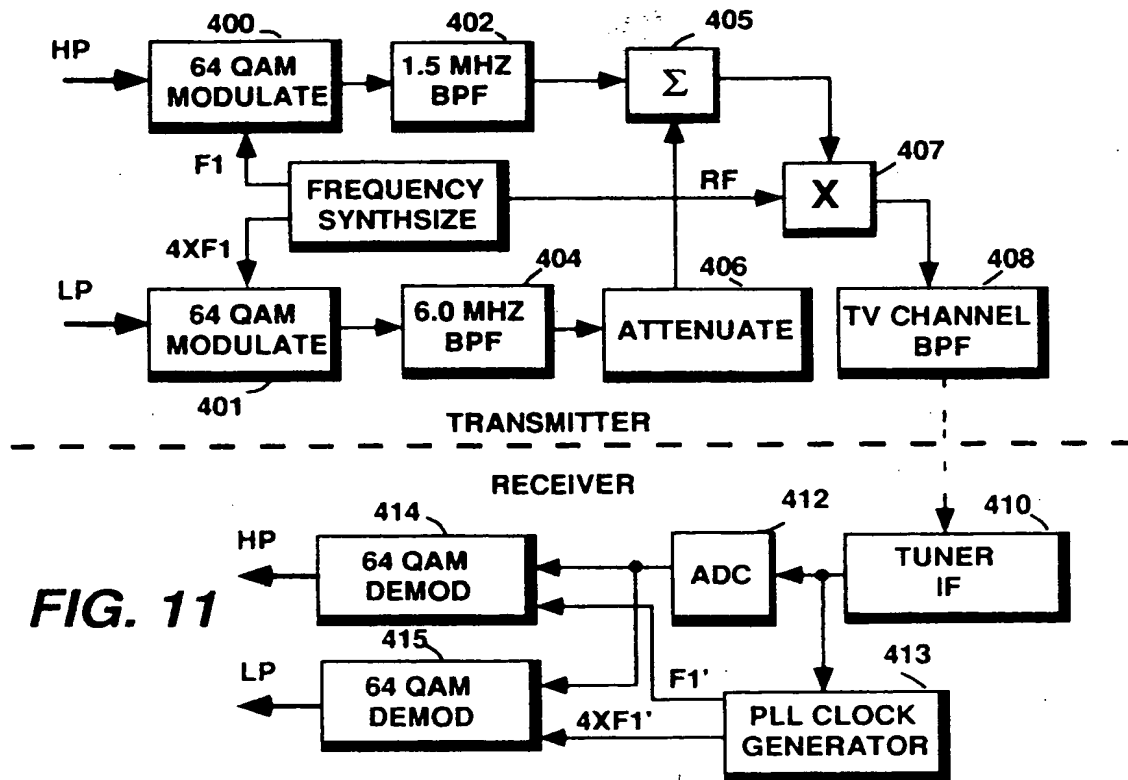 400
402
405
HP
64 QAM
MODULATE
1.5 MHZ
BPF
Σ
407
F1
FREQUENCY
SYNTHSIZE
RF
X
4XF1
404
406
408
LP
64 QAM
MODULATE
6.0 MHZ
BPF
ATTENUATE
TV CHANNEL
BPF
401
TRANSMITTER
RECEIVER
414
412
410
HP
64 QAM
DEMOD
ADC
TUNER
IF
FIG. 11
415
413
LP
64 QAM
DEMOD
F1'
4XF1'
PLL CLOCK
GENERATOR